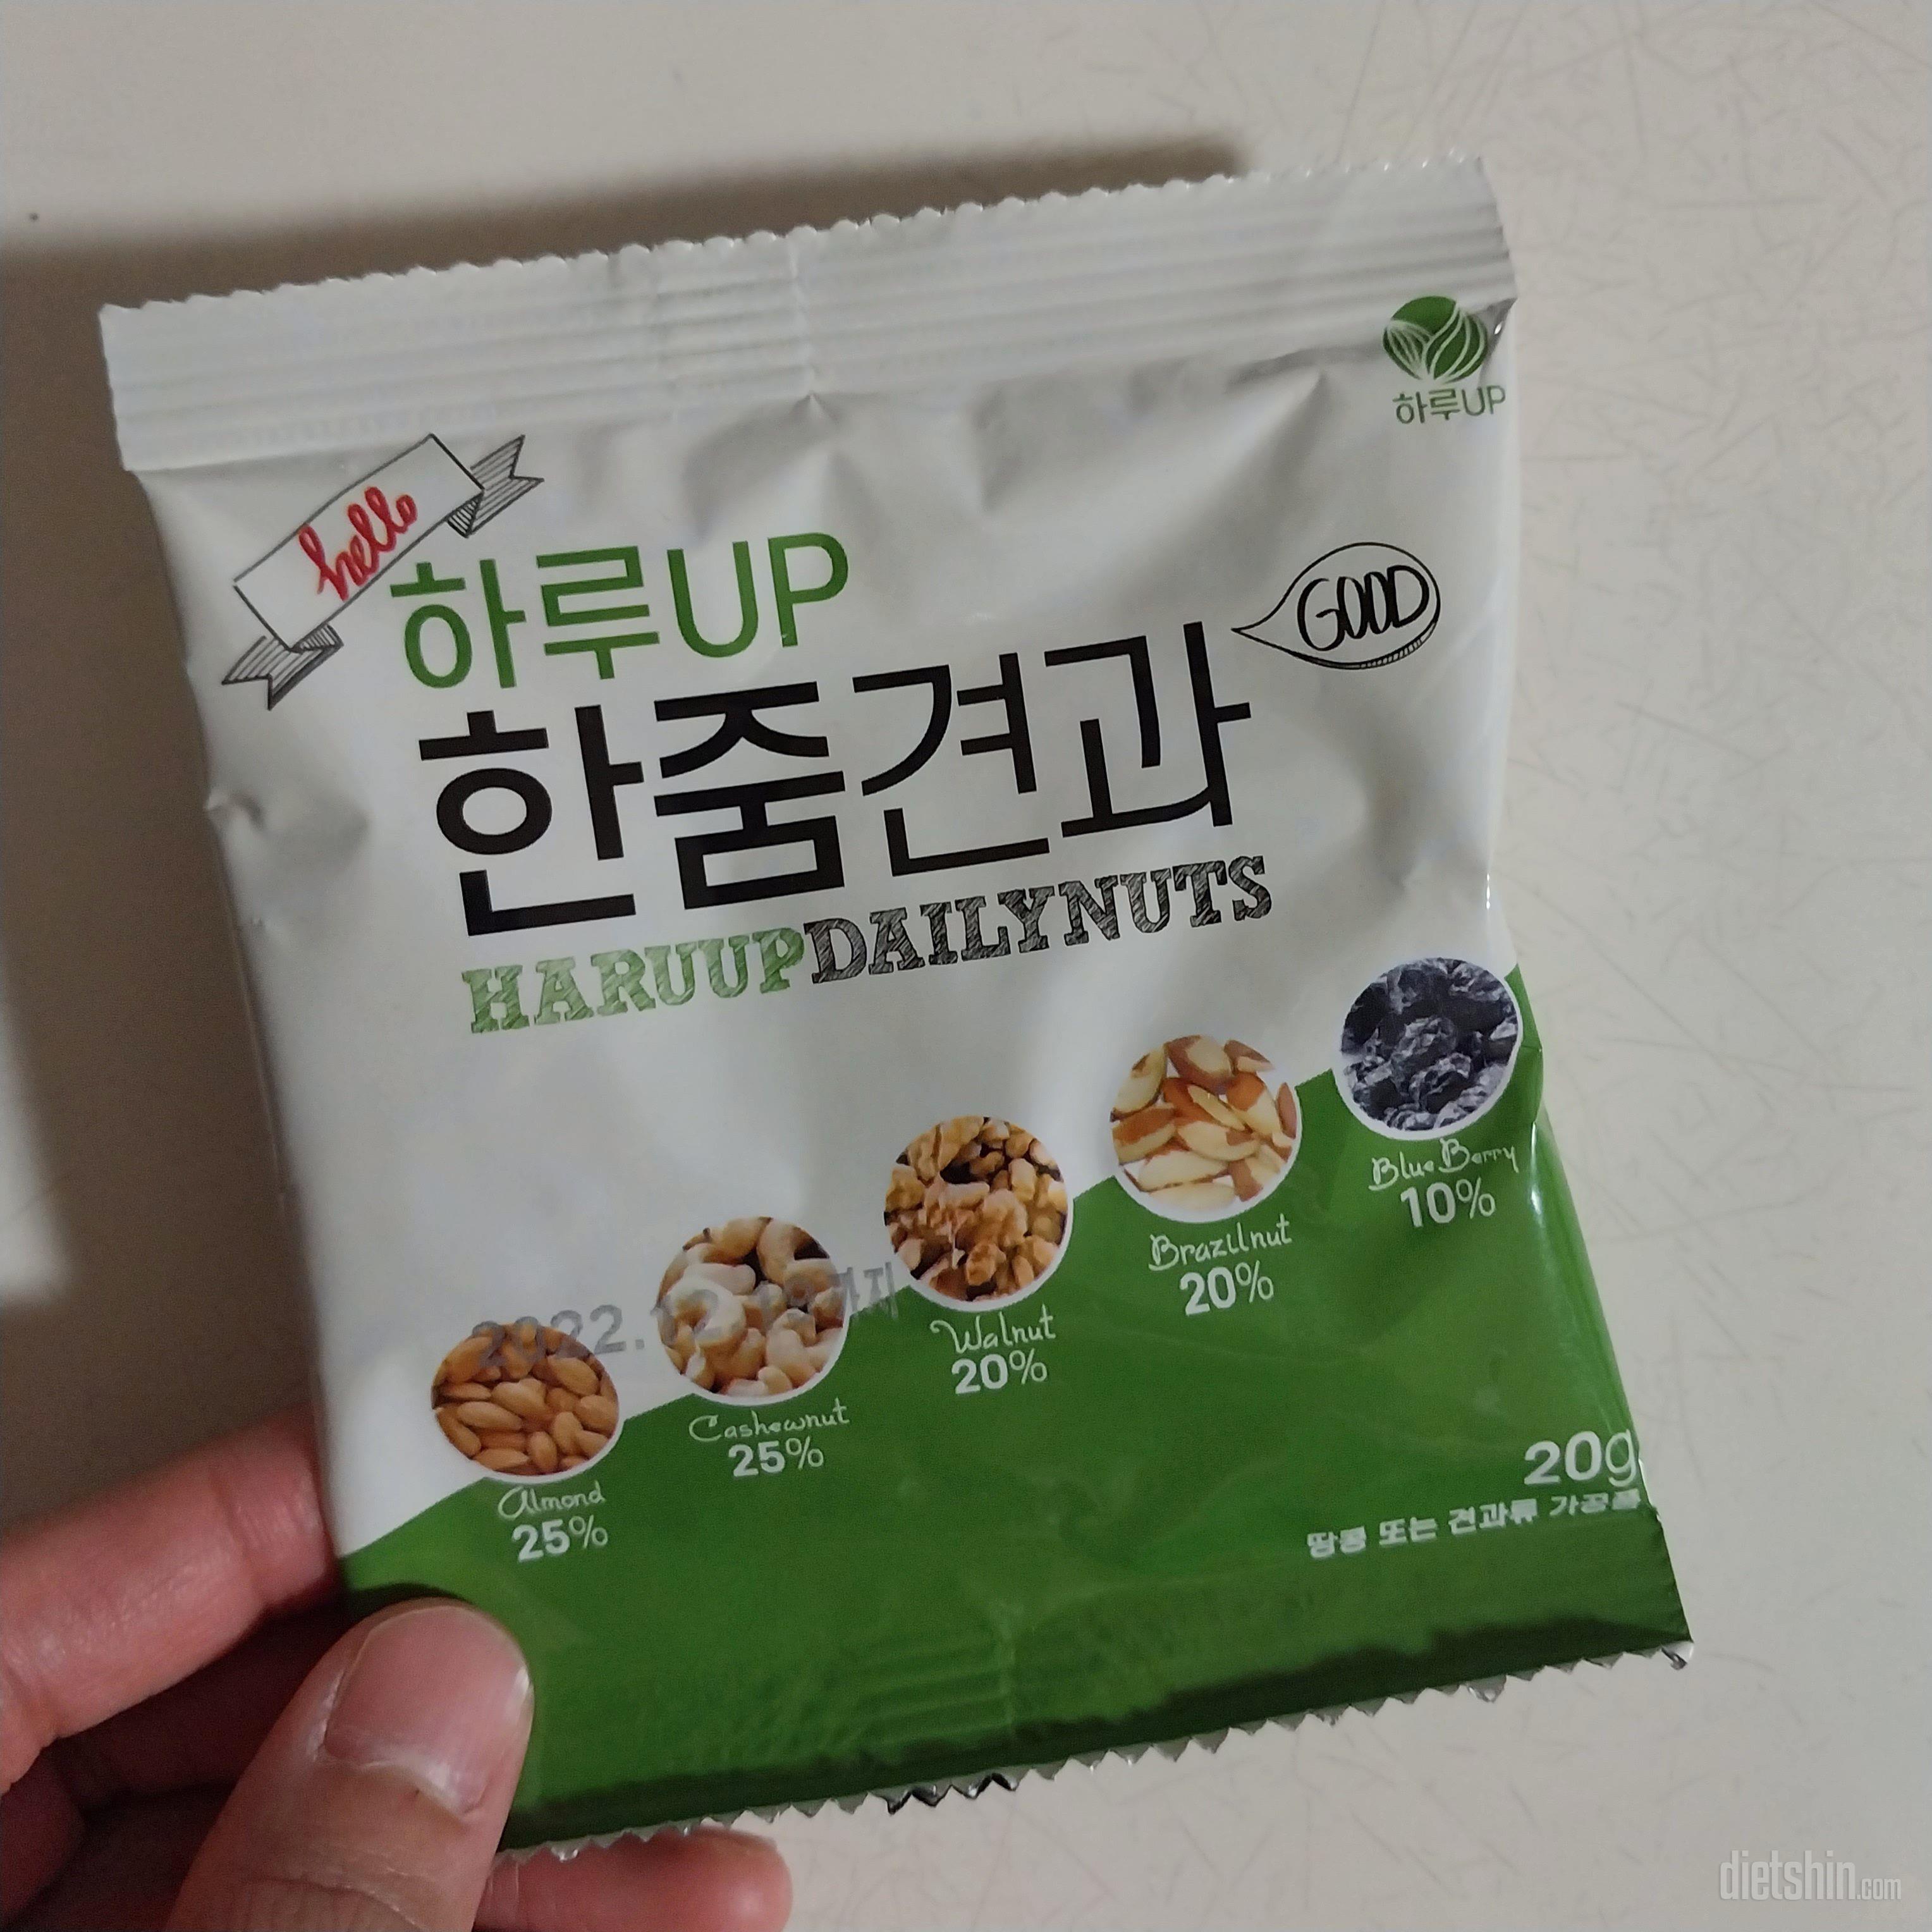 하루UP
hello
하루UP
GOOD
한줌견과
HARUUPDAILYNUTS
Blue Berry
10%
Brazilnut
20%
Walnut
20%
Cashewnut
25%
Almond
25%
20g
땅콩 또는 견과류 가공품
dietshin.com